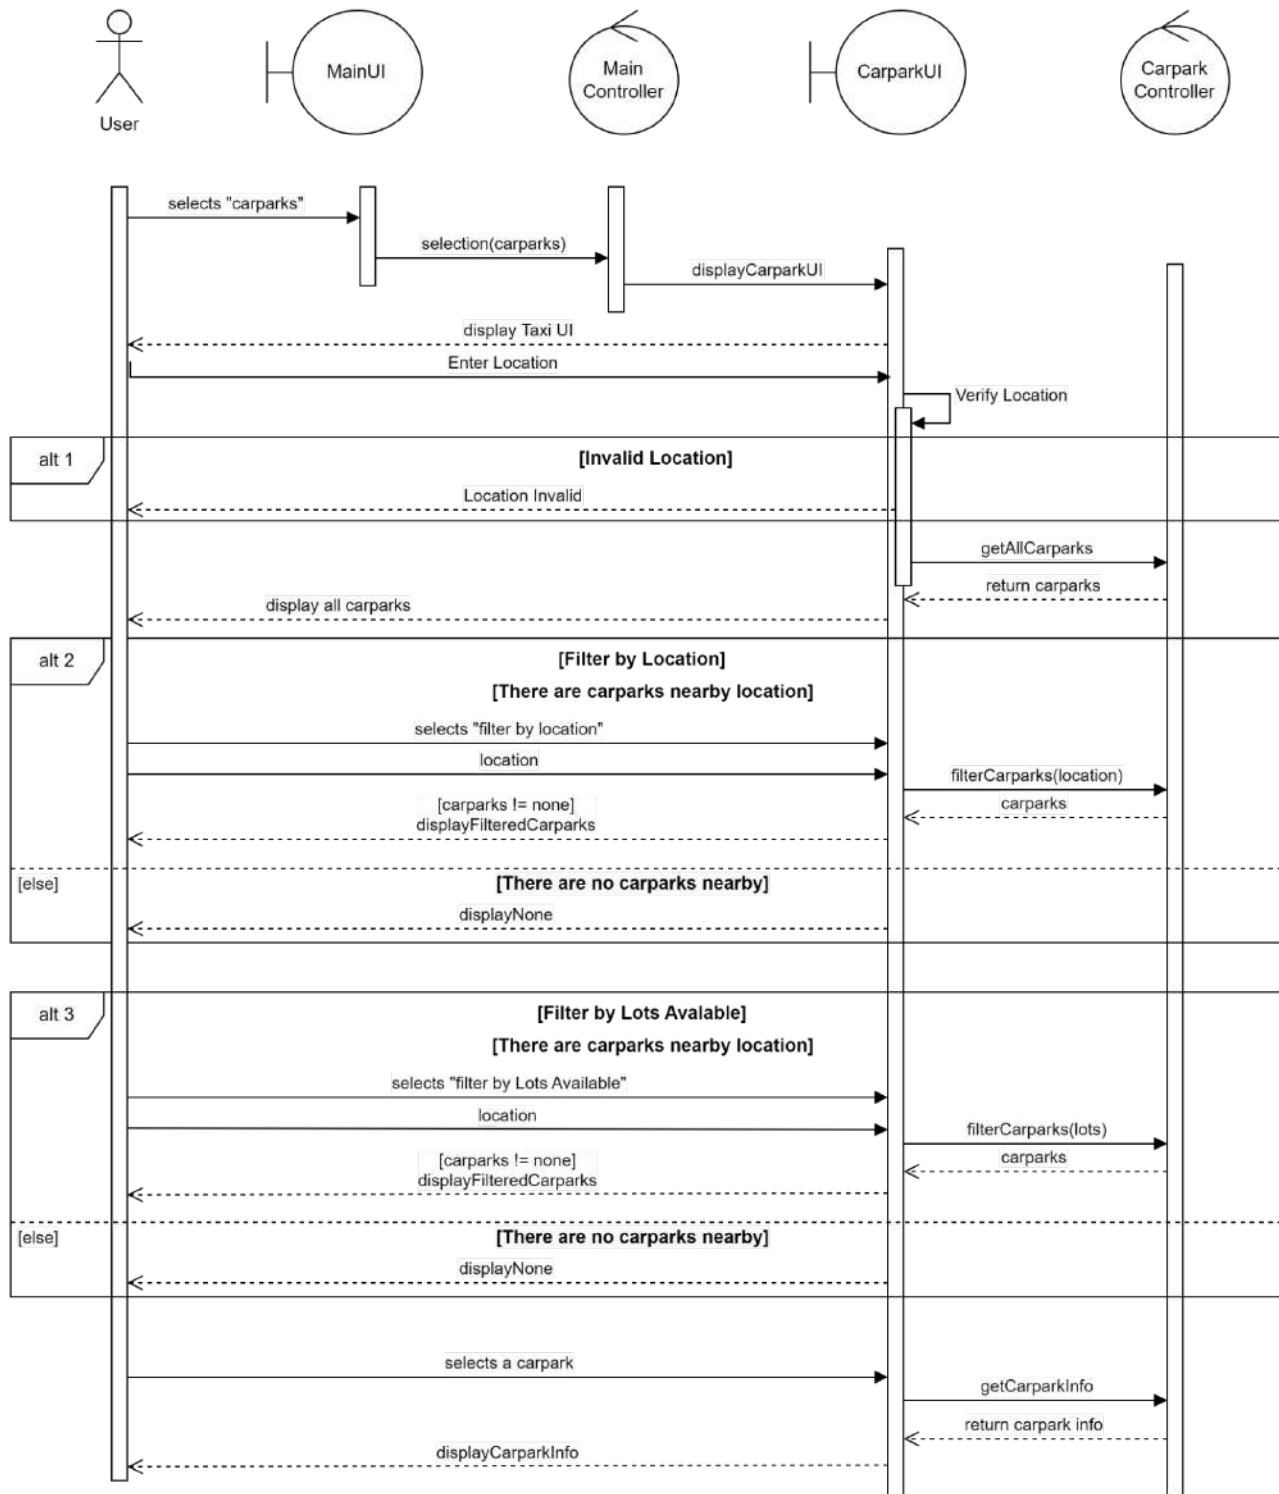 User
MainUI
Main
Controller
CarparkUI
Carpark
Controller
selects "carparks"
selection(carparks)
displayCarparkUI
display Taxi UI
Enter Location
Verify Location
alt 1
[Invalid Location]
Location Invalid
getAllCarparks
return carparks
display all carparks
alt 2
[Filter by Location]
[There are carparks nearby location]
selects "filter by location"
location
filterCarparks(location)
carparks
[carparks != none]
displayFilteredCarparks
[else]
[There are no carparks nearby]
displayNone
alt 3
[Filter by Lots Avalable]
[There are carparks nearby location]
selects "filter by Lots Available"
location
filterCarparks(lots)
carparks
[carparks != none]
displayFilteredCarparks
[else]
[There are no carparks nearby]
displayNone
selects a carpark
getCarparkInfo
return carpark info
displayCarparkInfo